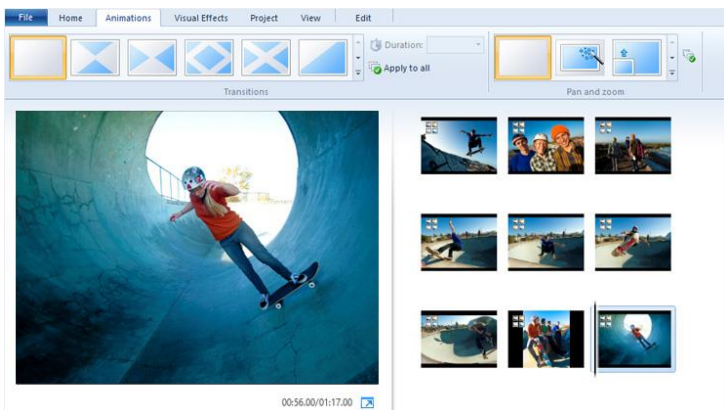 File Home Animations Visual Effects Project View Edit
Duration:
Apply to all
Transitions
Pan and zoom
00:56.00/01:17.00